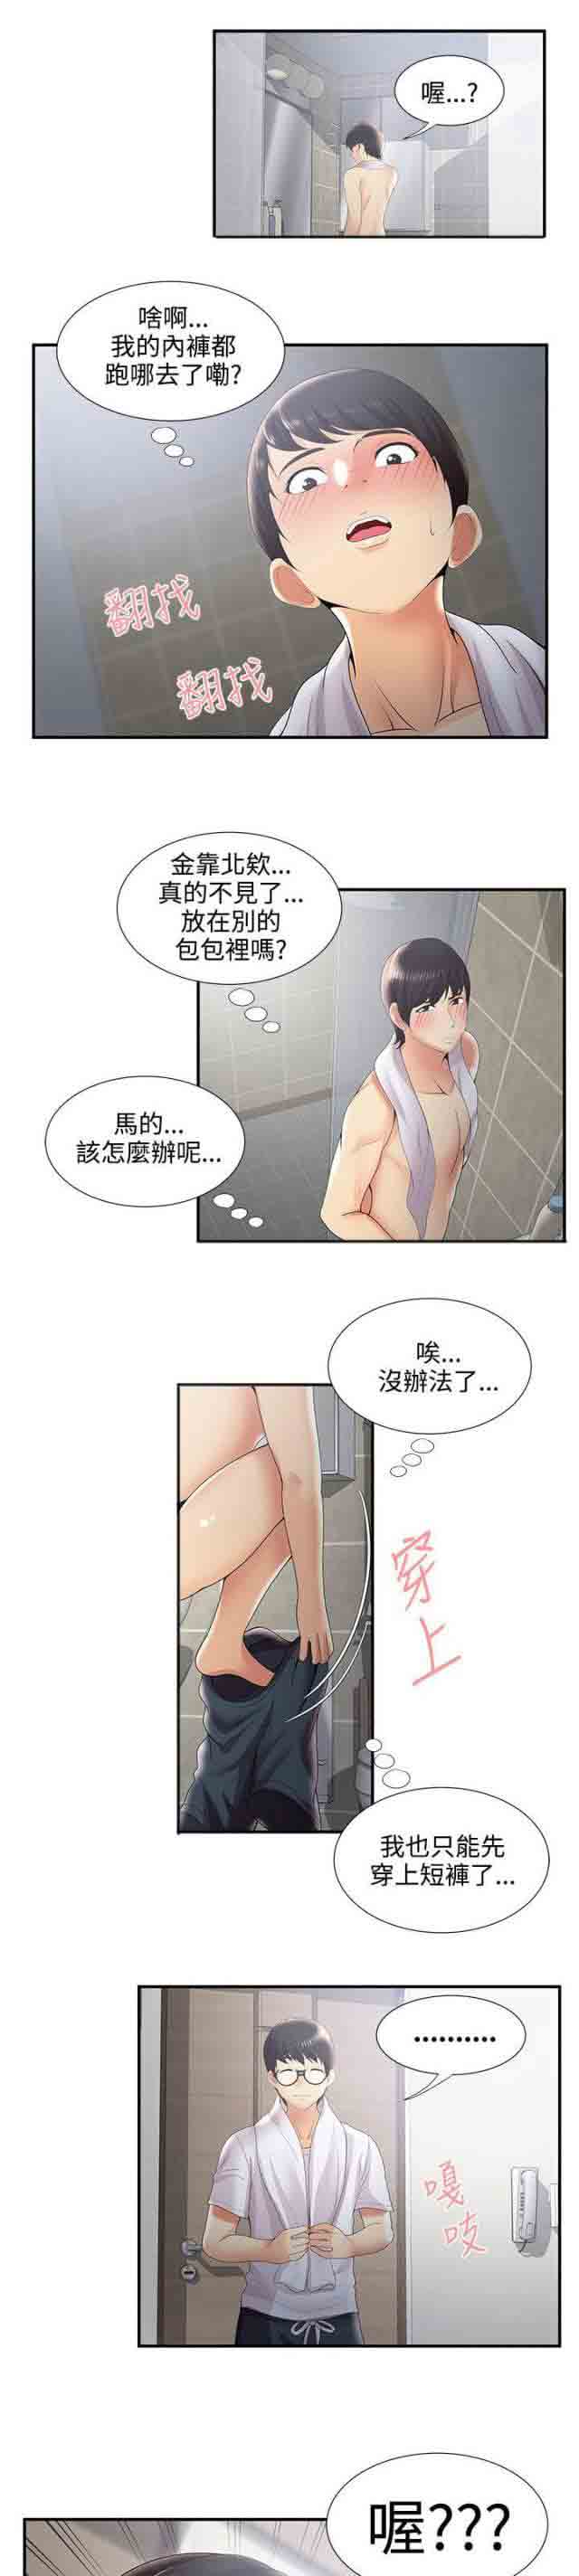 喔...?
啥啊...
我的內褲都
跑哪去了嘞?
翻找
翻找
金靠北欸...
真的不見了...
放在別的
包包裡嗎?
馬的...
該怎麼辦呢...
唉...
沒辦法了...
穿上
我也只能先
穿上短褲了...
..........
嘎吱
喔???